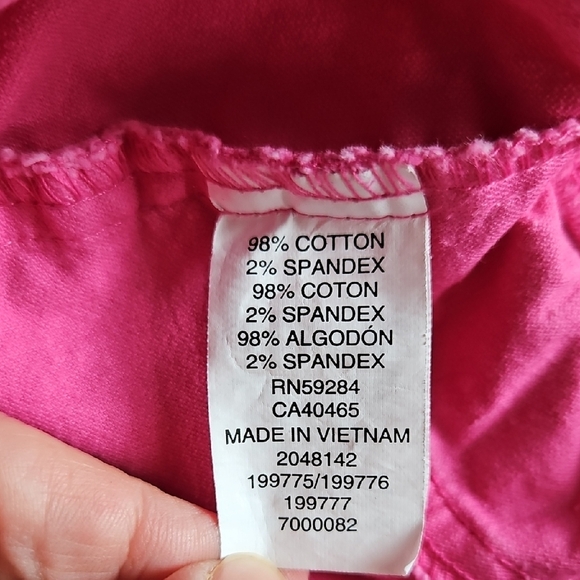 98% COTTON
2% SPANDEX
98% COTON
2% SPANDEX
98% ALGODÓN
2% SPANDEX
RN59284
CA40465
MADE IN VIETNAM
2048142
199775/199776
199777
7000082